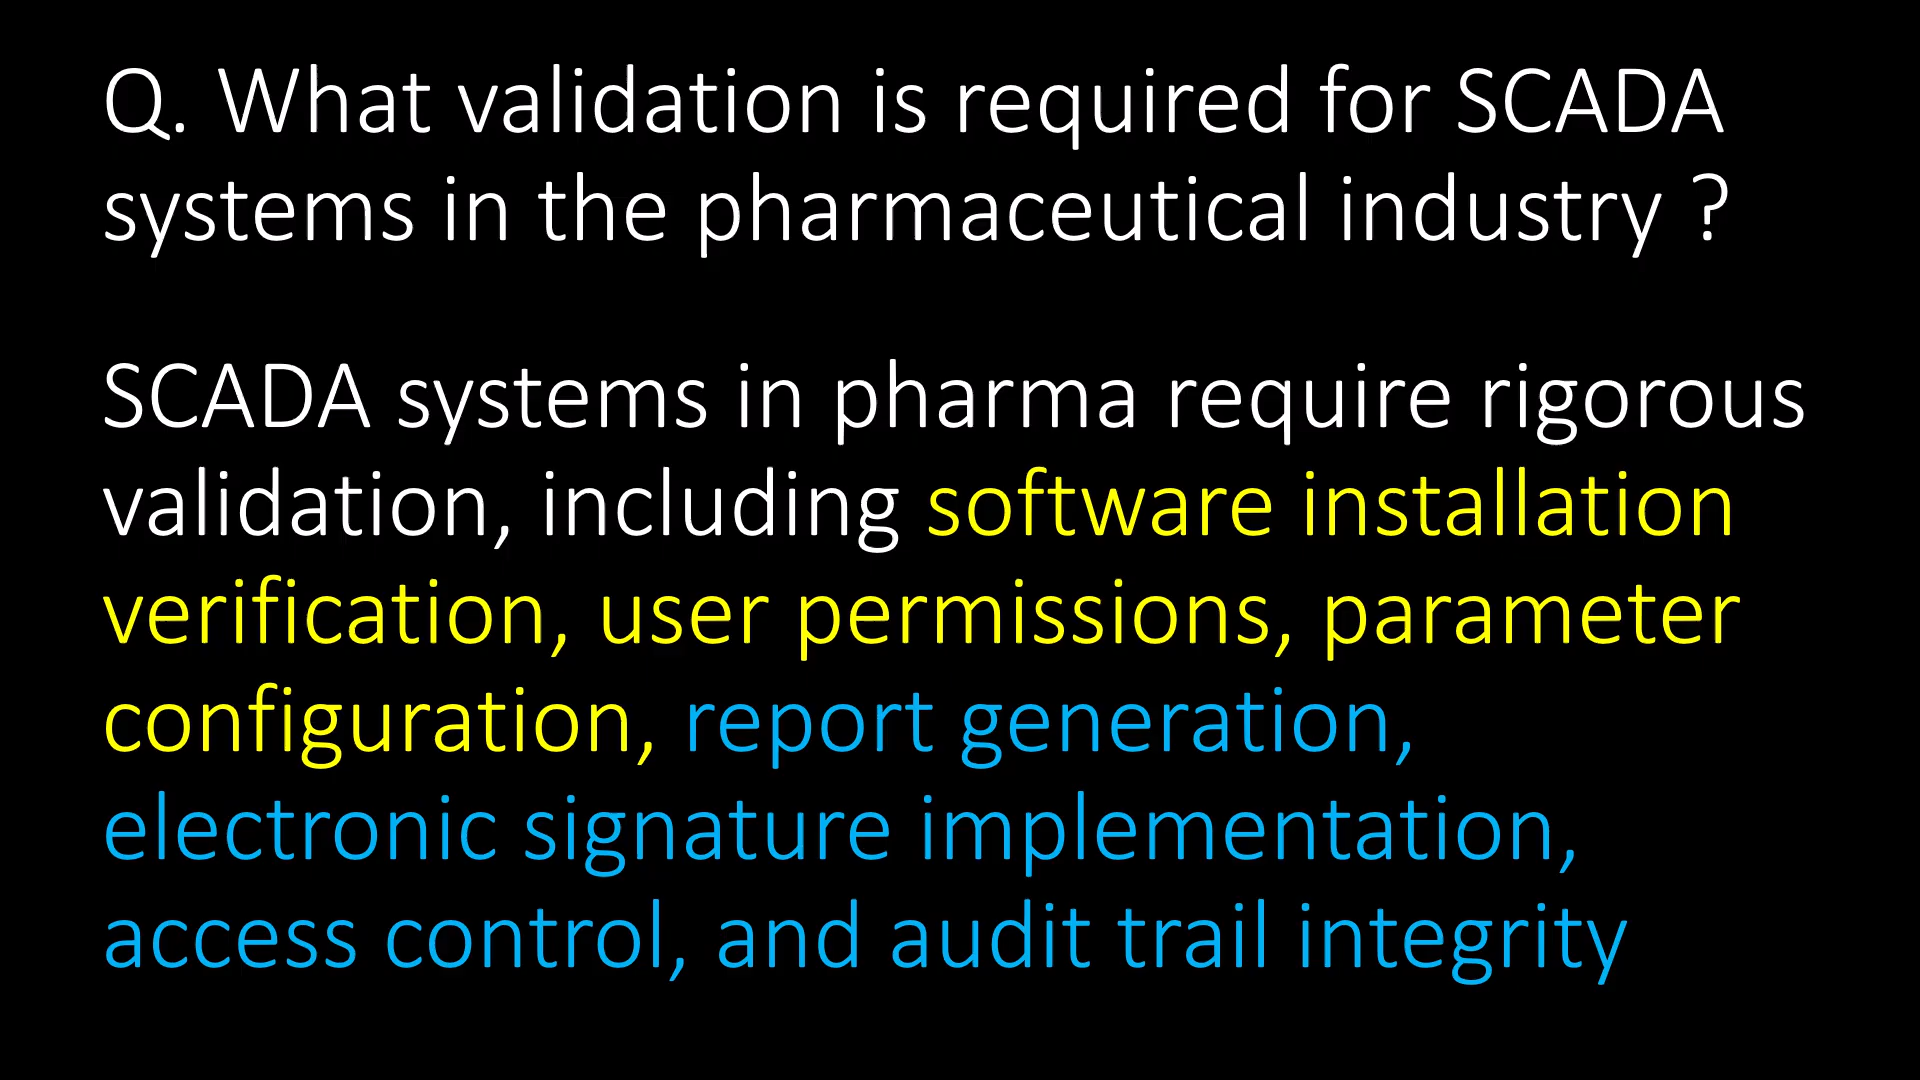 Q. What validation is required for SCADA
systems in the pharmaceutical industry ?
SCADA systems in pharma require rigorous
validation, including software installation
verification, user permissions, parameter
configuration, report generation,
electronic signature implementation,
access control, and audit trail integrity